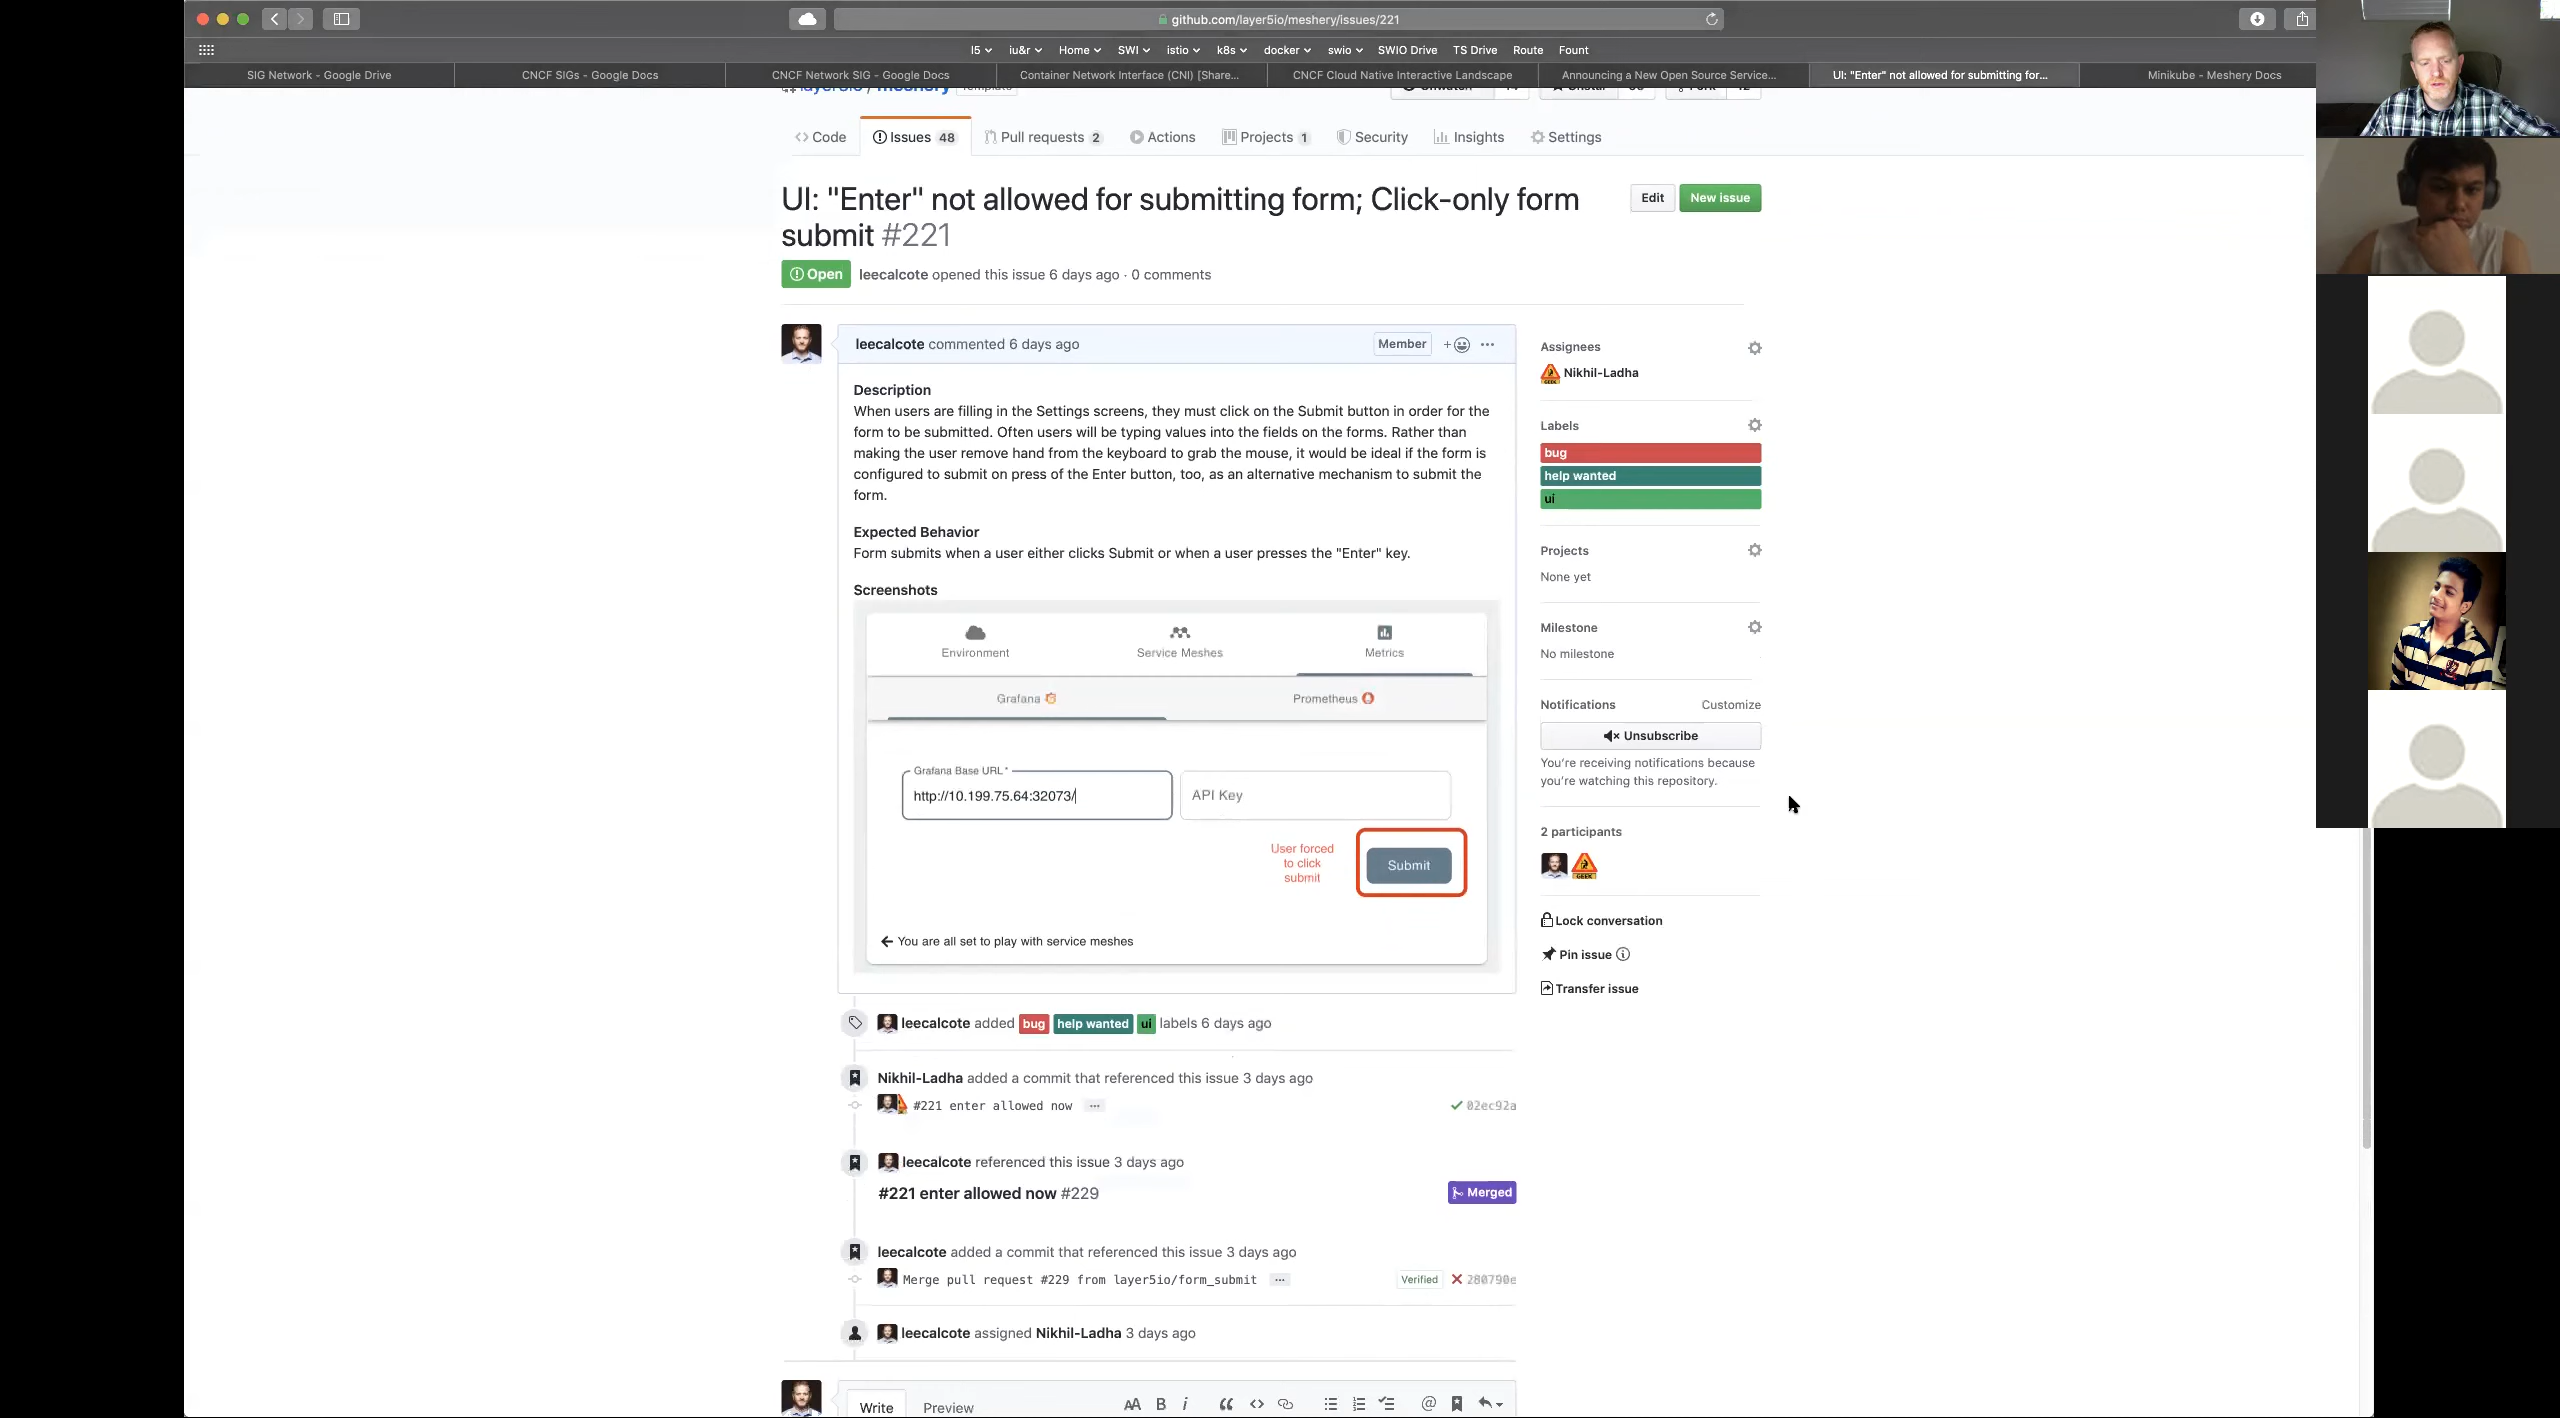 github.com/layer5io/meshery/issues/221
l5 iu&r Home SWI istio k8s docker swio SWIO Drive TS Drive Route Fount
SIG Network - Google Drive
CNCF SIGs - Google Docs
CNCF Network SIG - Google Docs
Container Network Interface (CNI) [Share...
CNCF Cloud Native Interactive Landscape
Announcing a New Open Source Service...
UI: "Enter" not allowed for submitting for...
Minikube - Meshery Docs
Code
Issues 48
Pull requests 2
Actions
Projects 1
Security
Insights
Settings
UI: "Enter" not allowed for submitting form; Click-only form
submit #221
Edit
New issue
Open
leecalcote opened this issue 6 days ago · 0 comments
leecalcote commented 6 days ago
Member
Description
When users are filling in the Settings screens, they must click on the Submit button in order for the
form to be submitted. Often users will be typing values into the fields on the forms. Rather than
making the user remove hand from the keyboard to grab the mouse, it would be ideal if the form is
configured to submit on press of the Enter button, too, as an alternative mechanism to submit the
form.
Expected Behavior
Form submits when a user either clicks Submit or when a user presses the "Enter" key.
Screenshots
Environment
Service Meshes
Metrics
Grafana
Prometheus
Grafana Base URL *
http://10.199.75.64:32073/
API Key
User forced
to click
submit
Submit
You are all set to play with service meshes
leecalcote added bug help wanted ui labels 6 days ago
Nikhil-Ladha added a commit that referenced this issue 3 days ago
#221 enter allowed now
02ec92a
leecalcote referenced this issue 3 days ago
#221 enter allowed now #229
Merged
leecalcote added a commit that referenced this issue 3 days ago
Merge pull request #229 from layer5io/form_submit
Verified
280790e
leecalcote assigned Nikhil-Ladha 3 days ago
Write
Preview
Assignees
Nikhil-Ladha
Labels
bug
help wanted
ui
Projects
None yet
Milestone
No milestone
Notifications
Customize
Unsubscribe
You're receiving notifications because
you're watching this repository.
2 participants
Lock conversation
Pin issue
Transfer issue